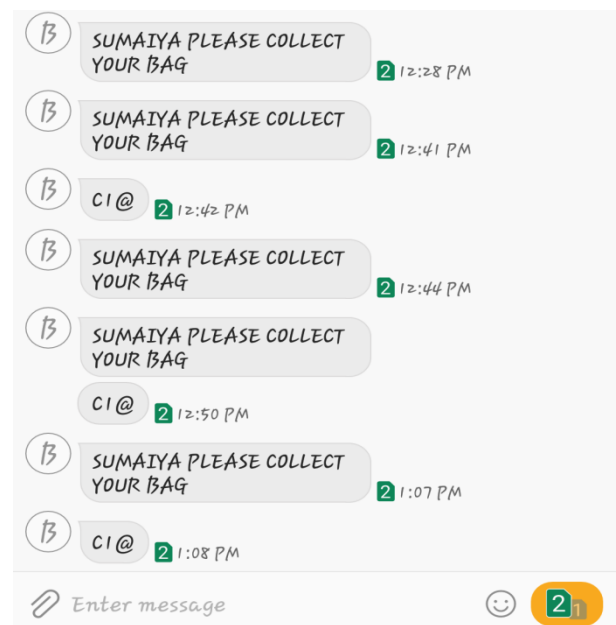 B
SUMAIYA PLEASE COLLECT
YOUR BAG
2 12:28 PM
B
SUMAIYA PLEASE COLLECT
YOUR BAG
2 12:41 PM
B
CI@
2 12:42 PM
B
SUMAIYA PLEASE COLLECT
YOUR BAG
2 12:44 PM
B
SUMAIYA PLEASE COLLECT
YOUR BAG
CI@
2 12:50 PM
B
SUMAIYA PLEASE COLLECT
YOUR BAG
2 1:07 PM
B
CI@
2 1:08 PM
Enter message
2 1